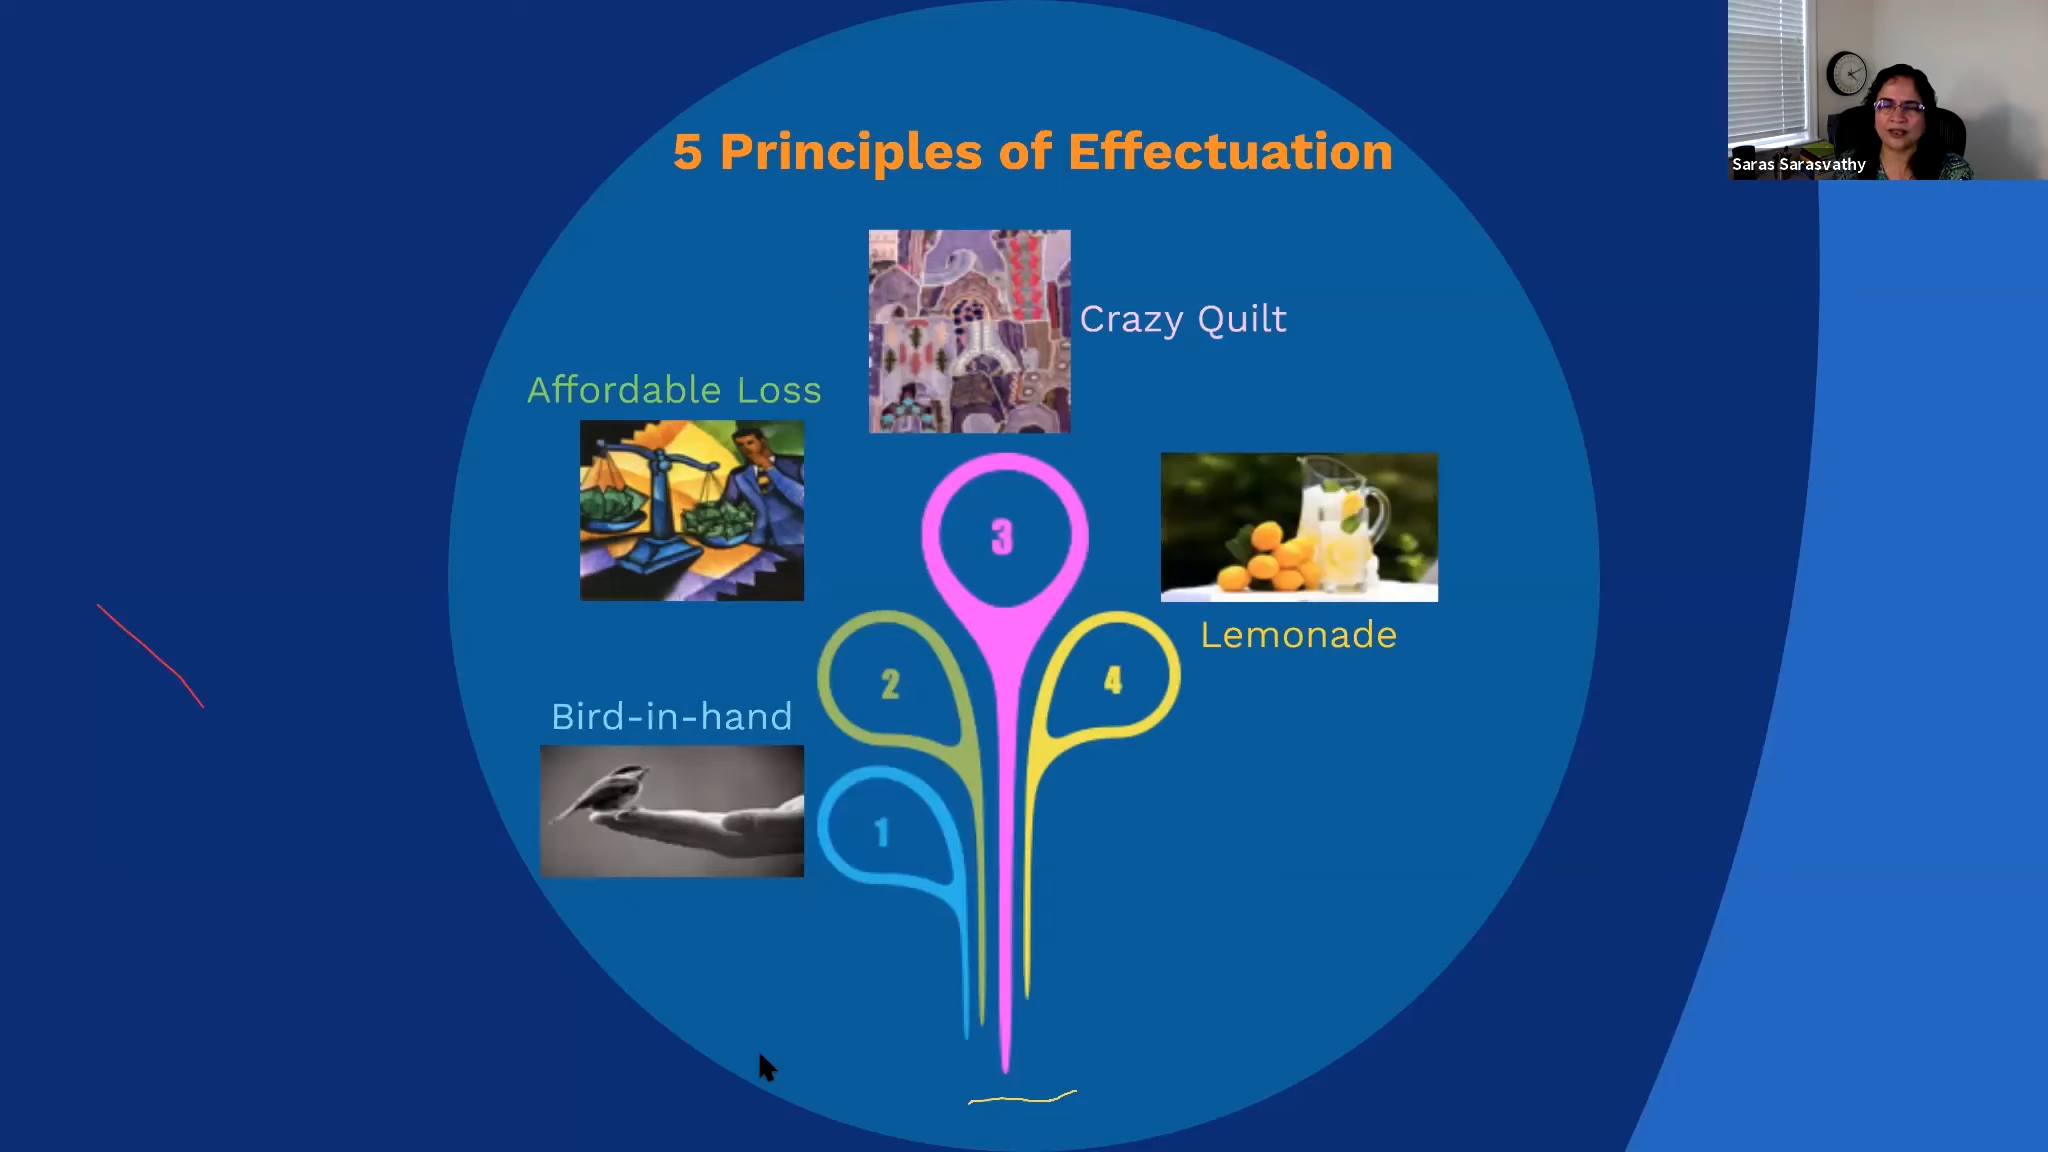 5 Principles of Effectuation
Saras Sarasvathy
Crazy Quilt
Affordable Loss
3
Lemonade
2
4
Bird-in-hand
1